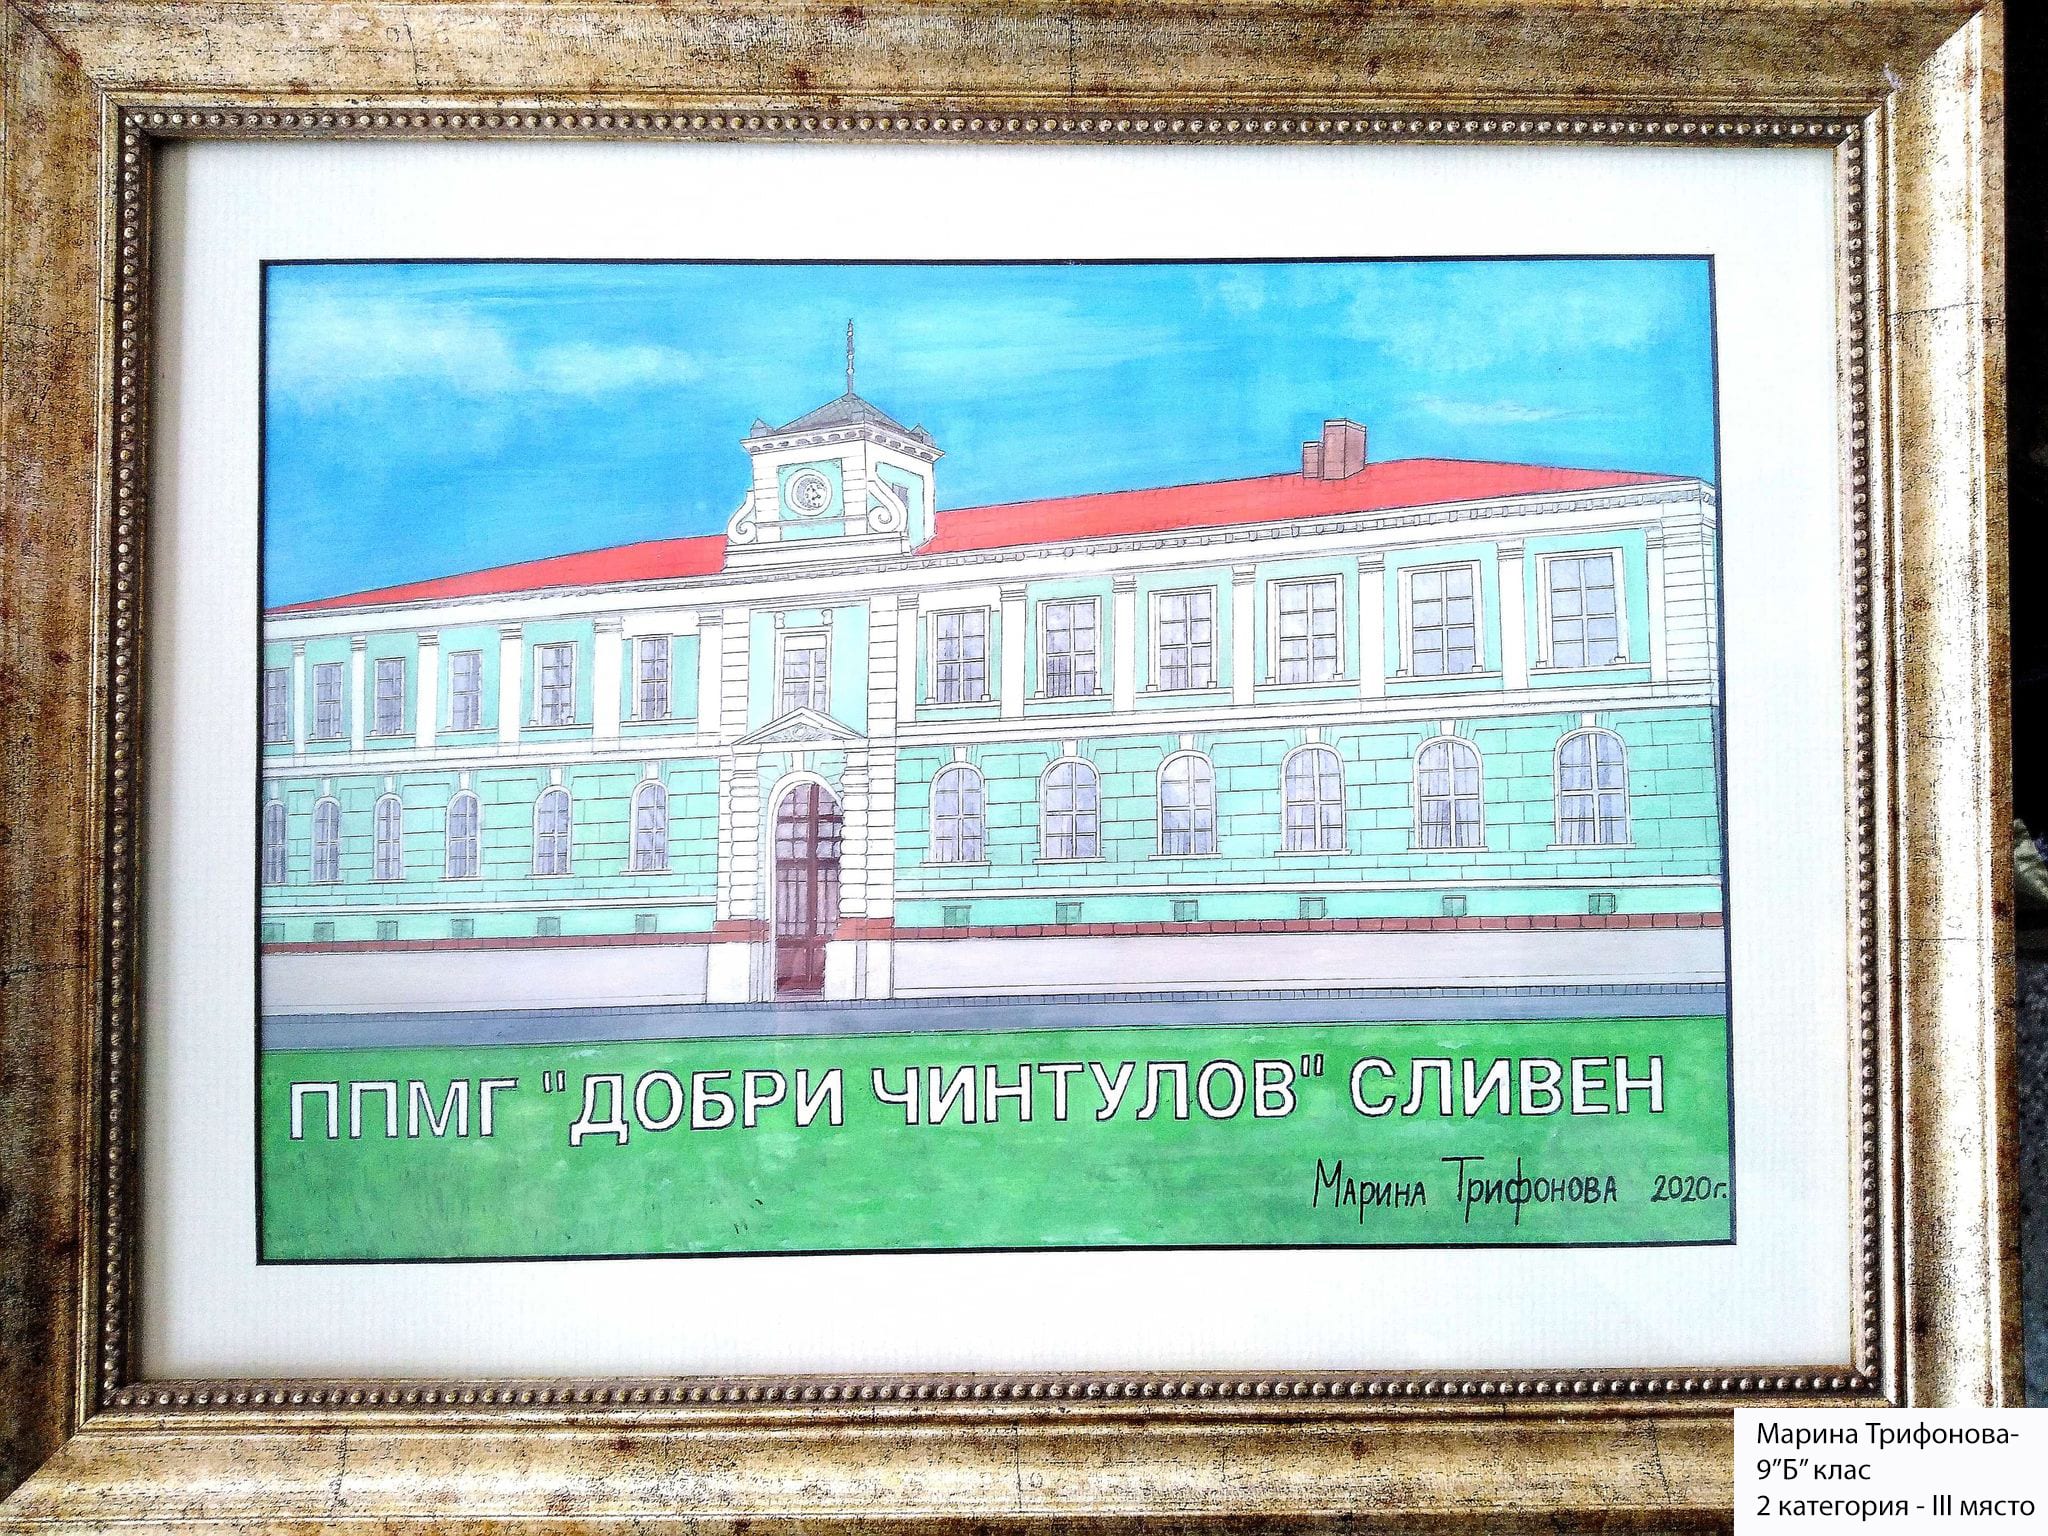 ППМГ "ДОБРИ ЧИНТУЛОВ" СЛИВЕН
Марина Трифонова 2020г.
Марина Трифонова-
9"Б" клас
2 категория - III място